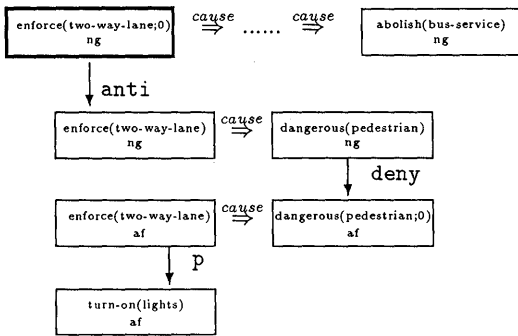 enforce(two-way-lane;0)
ng
cause
⇒
......
cause
⇒
abolish(bus-service)
ng
anti
enforce(two-way-lane)
ng
cause
⇒
dangerous(pedestrian)
ng
deny
enforce(two-way-lane)
af
cause
⇒
dangerous(pedestrian;0)
af
p
turn-on(lights)
af